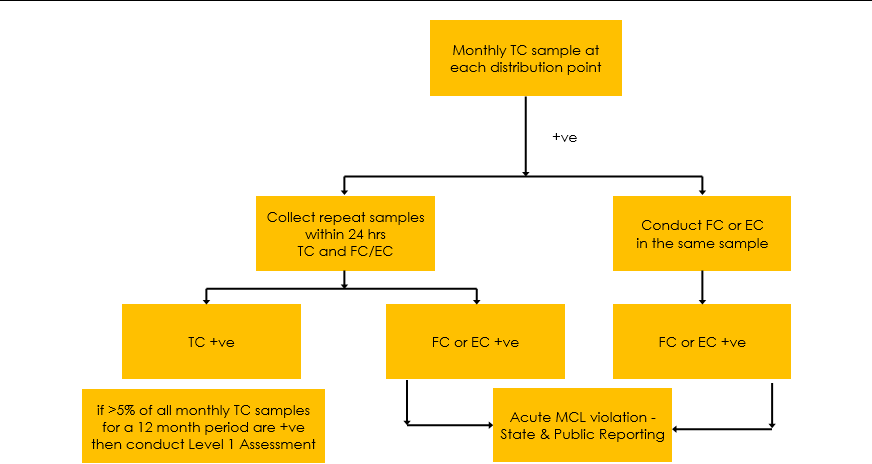 Monthly TC sample at
each distribution point
+ve
Collect repeat samples
within 24 hrs
TC and FC/EC
Conduct FC or EC
in the same sample
TC +ve
FC or EC +ve
FC or EC +ve
if >5% of all monthly TC samples
for a 12 month period are +ve
then conduct Level 1 Assessment
Acute MCL violation -
State & Public Reporting